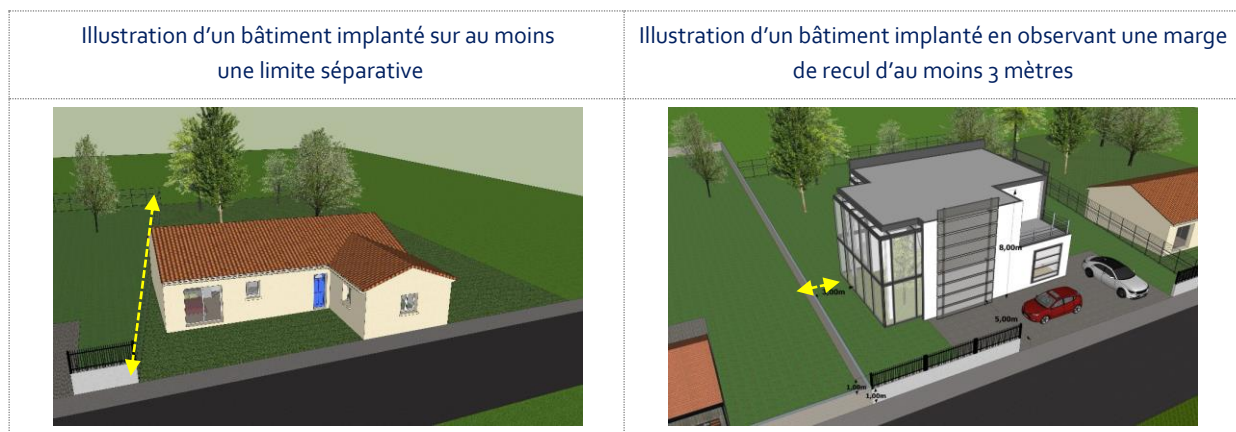 Illustration d’un bâtiment implanté sur au moins
une limite séparative
Illustration d’un bâtiment implanté en observant une marge
de recul d’au moins 3 mètres
8,00m
5,00m
1,00m
1,00m